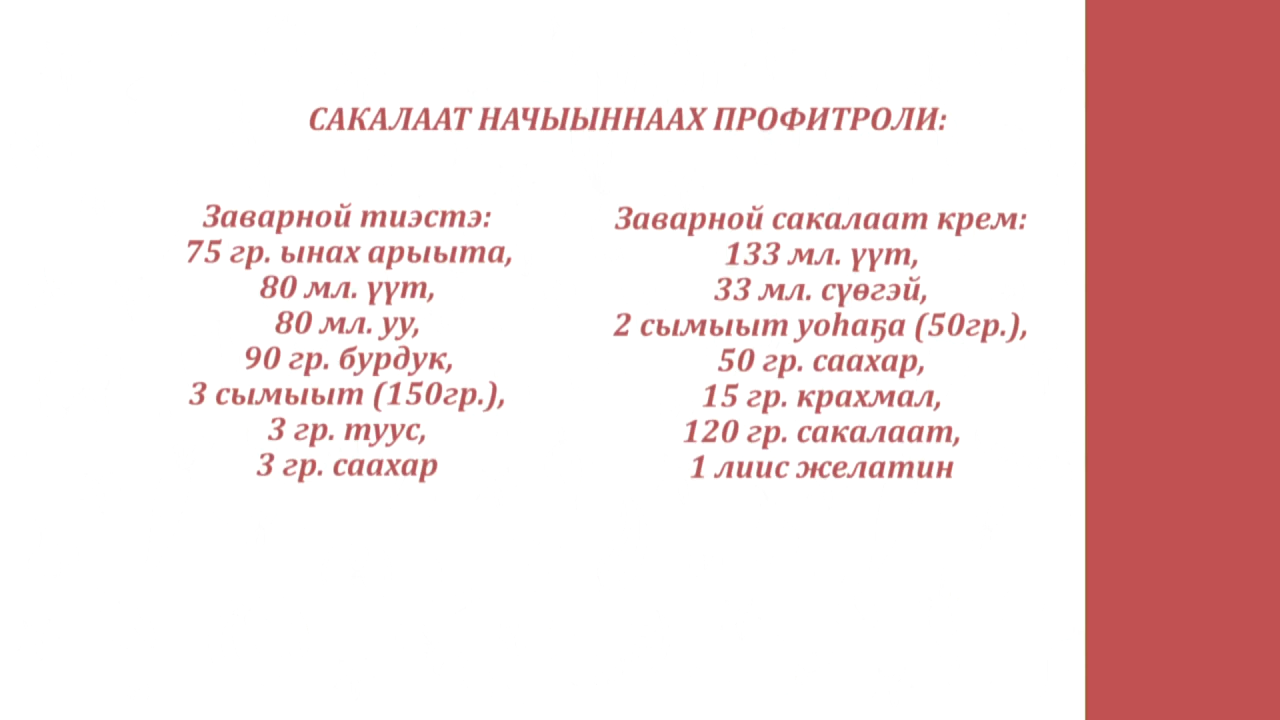 САКАЛААТ НАЧЫЫННААХ ПРОФИТРОЛИ:
Заварной тиэстэ:
75 гр. ынах арыыта,
80 мл. үүт,
80 мл. уу,
90 гр. бурдук,
3 сымыыт (150гр.),
3 гр. туус,
3 гр. саахар
Заварной сакалаат крем:
133 мл. үүт,
33 мл. сүөгэй,
2 сымыыт уоһаҕа (50гр.),
50 гр. саахар,
15 гр. крахмал,
120 гр. сакалаат,
1 лиис желатин